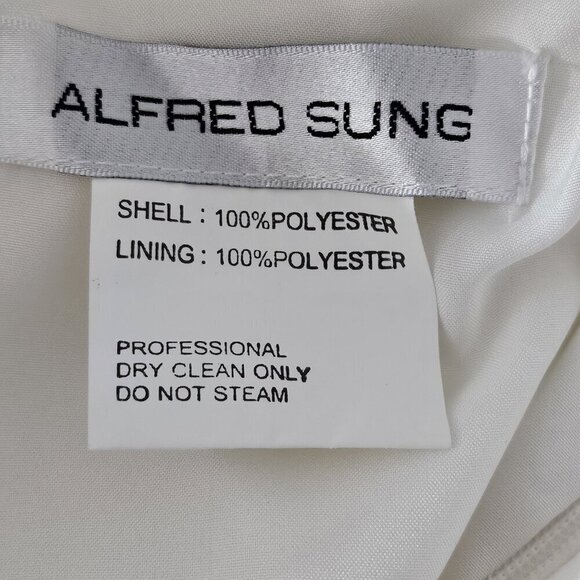 ALFRED SUNG
SHELL : 100%POLYESTER
LINING : 100%POLYESTER
PROFESSIONAL
DRY CLEAN ONLY
DO NOT STEAM